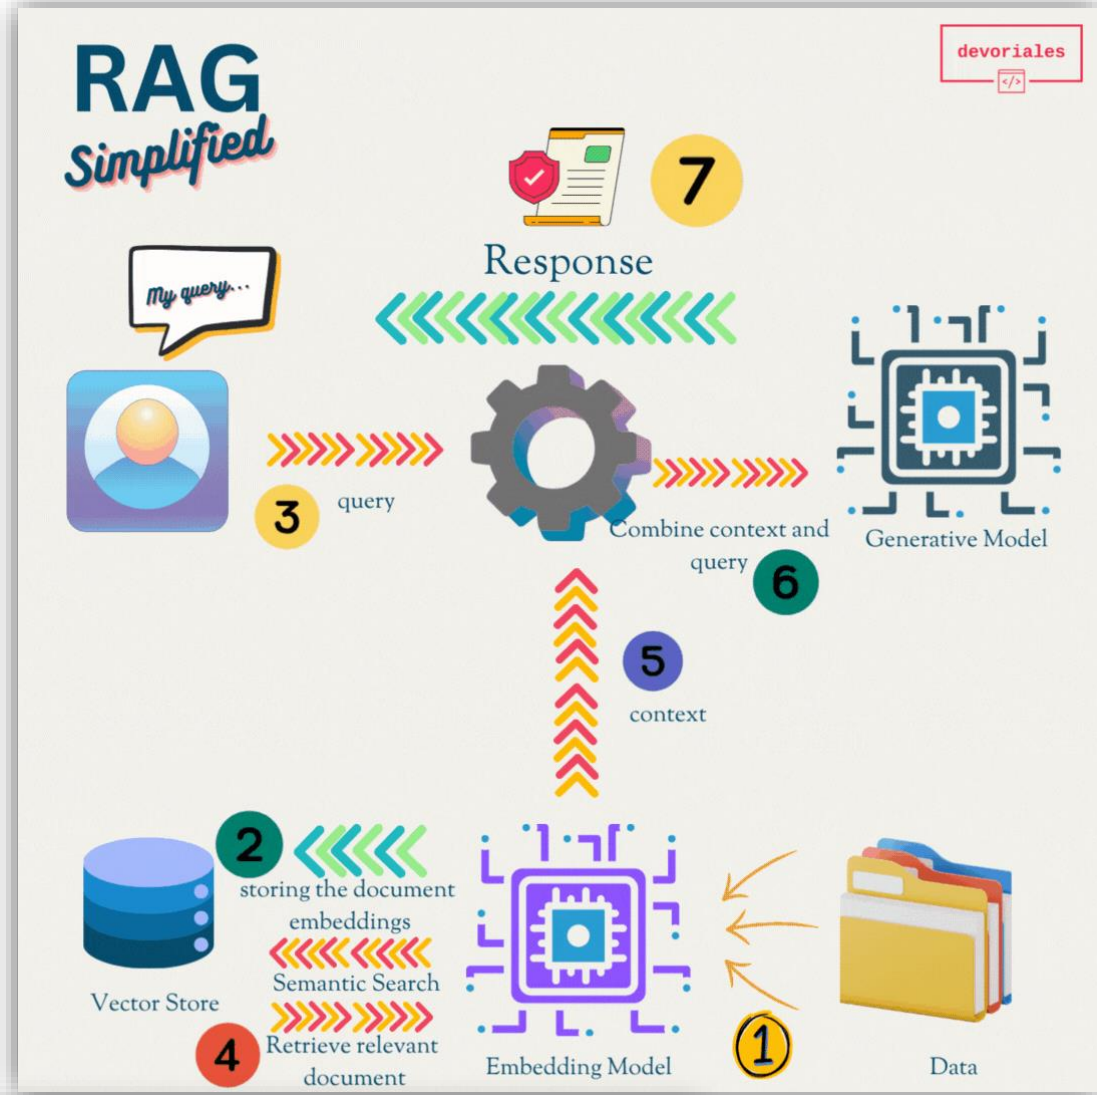 RAG
Simplified
devoriales
</>
7
Response
My query...
3
query
Combine context and
query
6
Generative Model
5
context
2
storing the document
embeddings
Semantic Search
4
Retrieve relevant
document
Vector Store
Embedding Model
1
Data